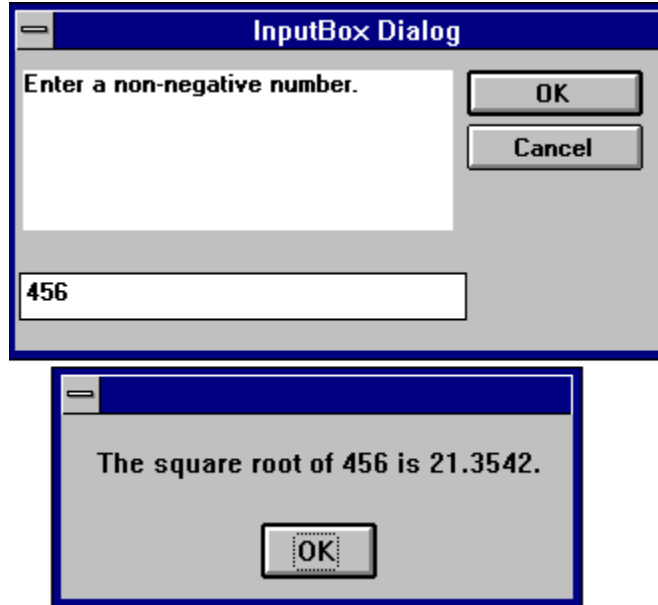 InputBox Dialog
Enter a non-negative number.
OK
Cancel
456
The square root of 456 is 21.3542.
OK